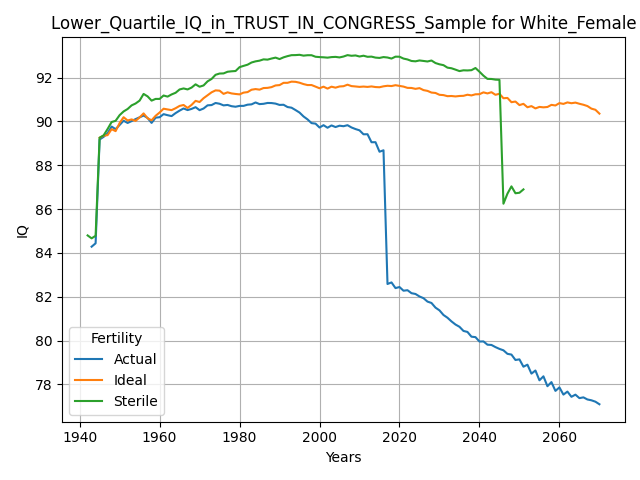 Lower_Quartile_IQ_in_TRUST_IN_CONGRESS_Sample for White_Female
92
90
88
86
84
82
80
78
IQ
Fertility
Actual
Ideal
Sterile
1940 1960 1980 2000 2020 2040 2060
Years